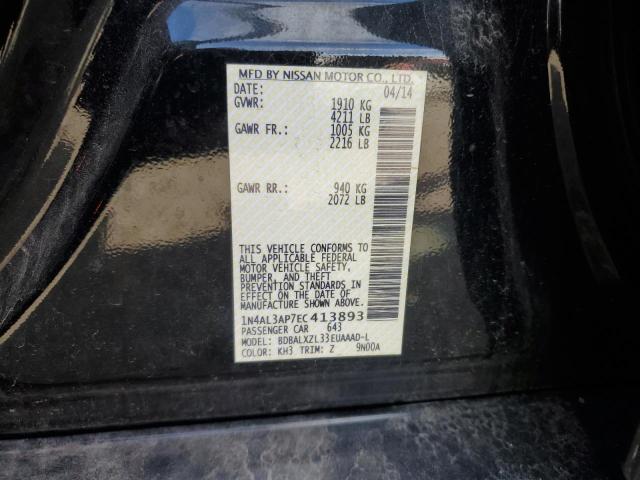 MFD BY NISSAN MOTOR CO., LTD.
DATE: 04/14
GVWR: 1910 KG
4211 LB
GAWR FR.: 1005 KG
2216 LB
GAWR RR.: 940 KG
2072 LB
THIS VEHICLE CONFORMS TO
ALL APPLICABLE FEDERAL
MOTOR VEHICLE SAFETY,
BUMPER, AND THEFT
PREVENTION STANDARDS IN
EFFECT ON THE DATE OF
MANUFACTURE SHOWN ABOVE.
1N4AL3AP7EC413893
PASSENGER CAR 643
MODEL: BDBALXZL33EUAAAD-L
COLOR: KH3 TRIM: Z 9N00A